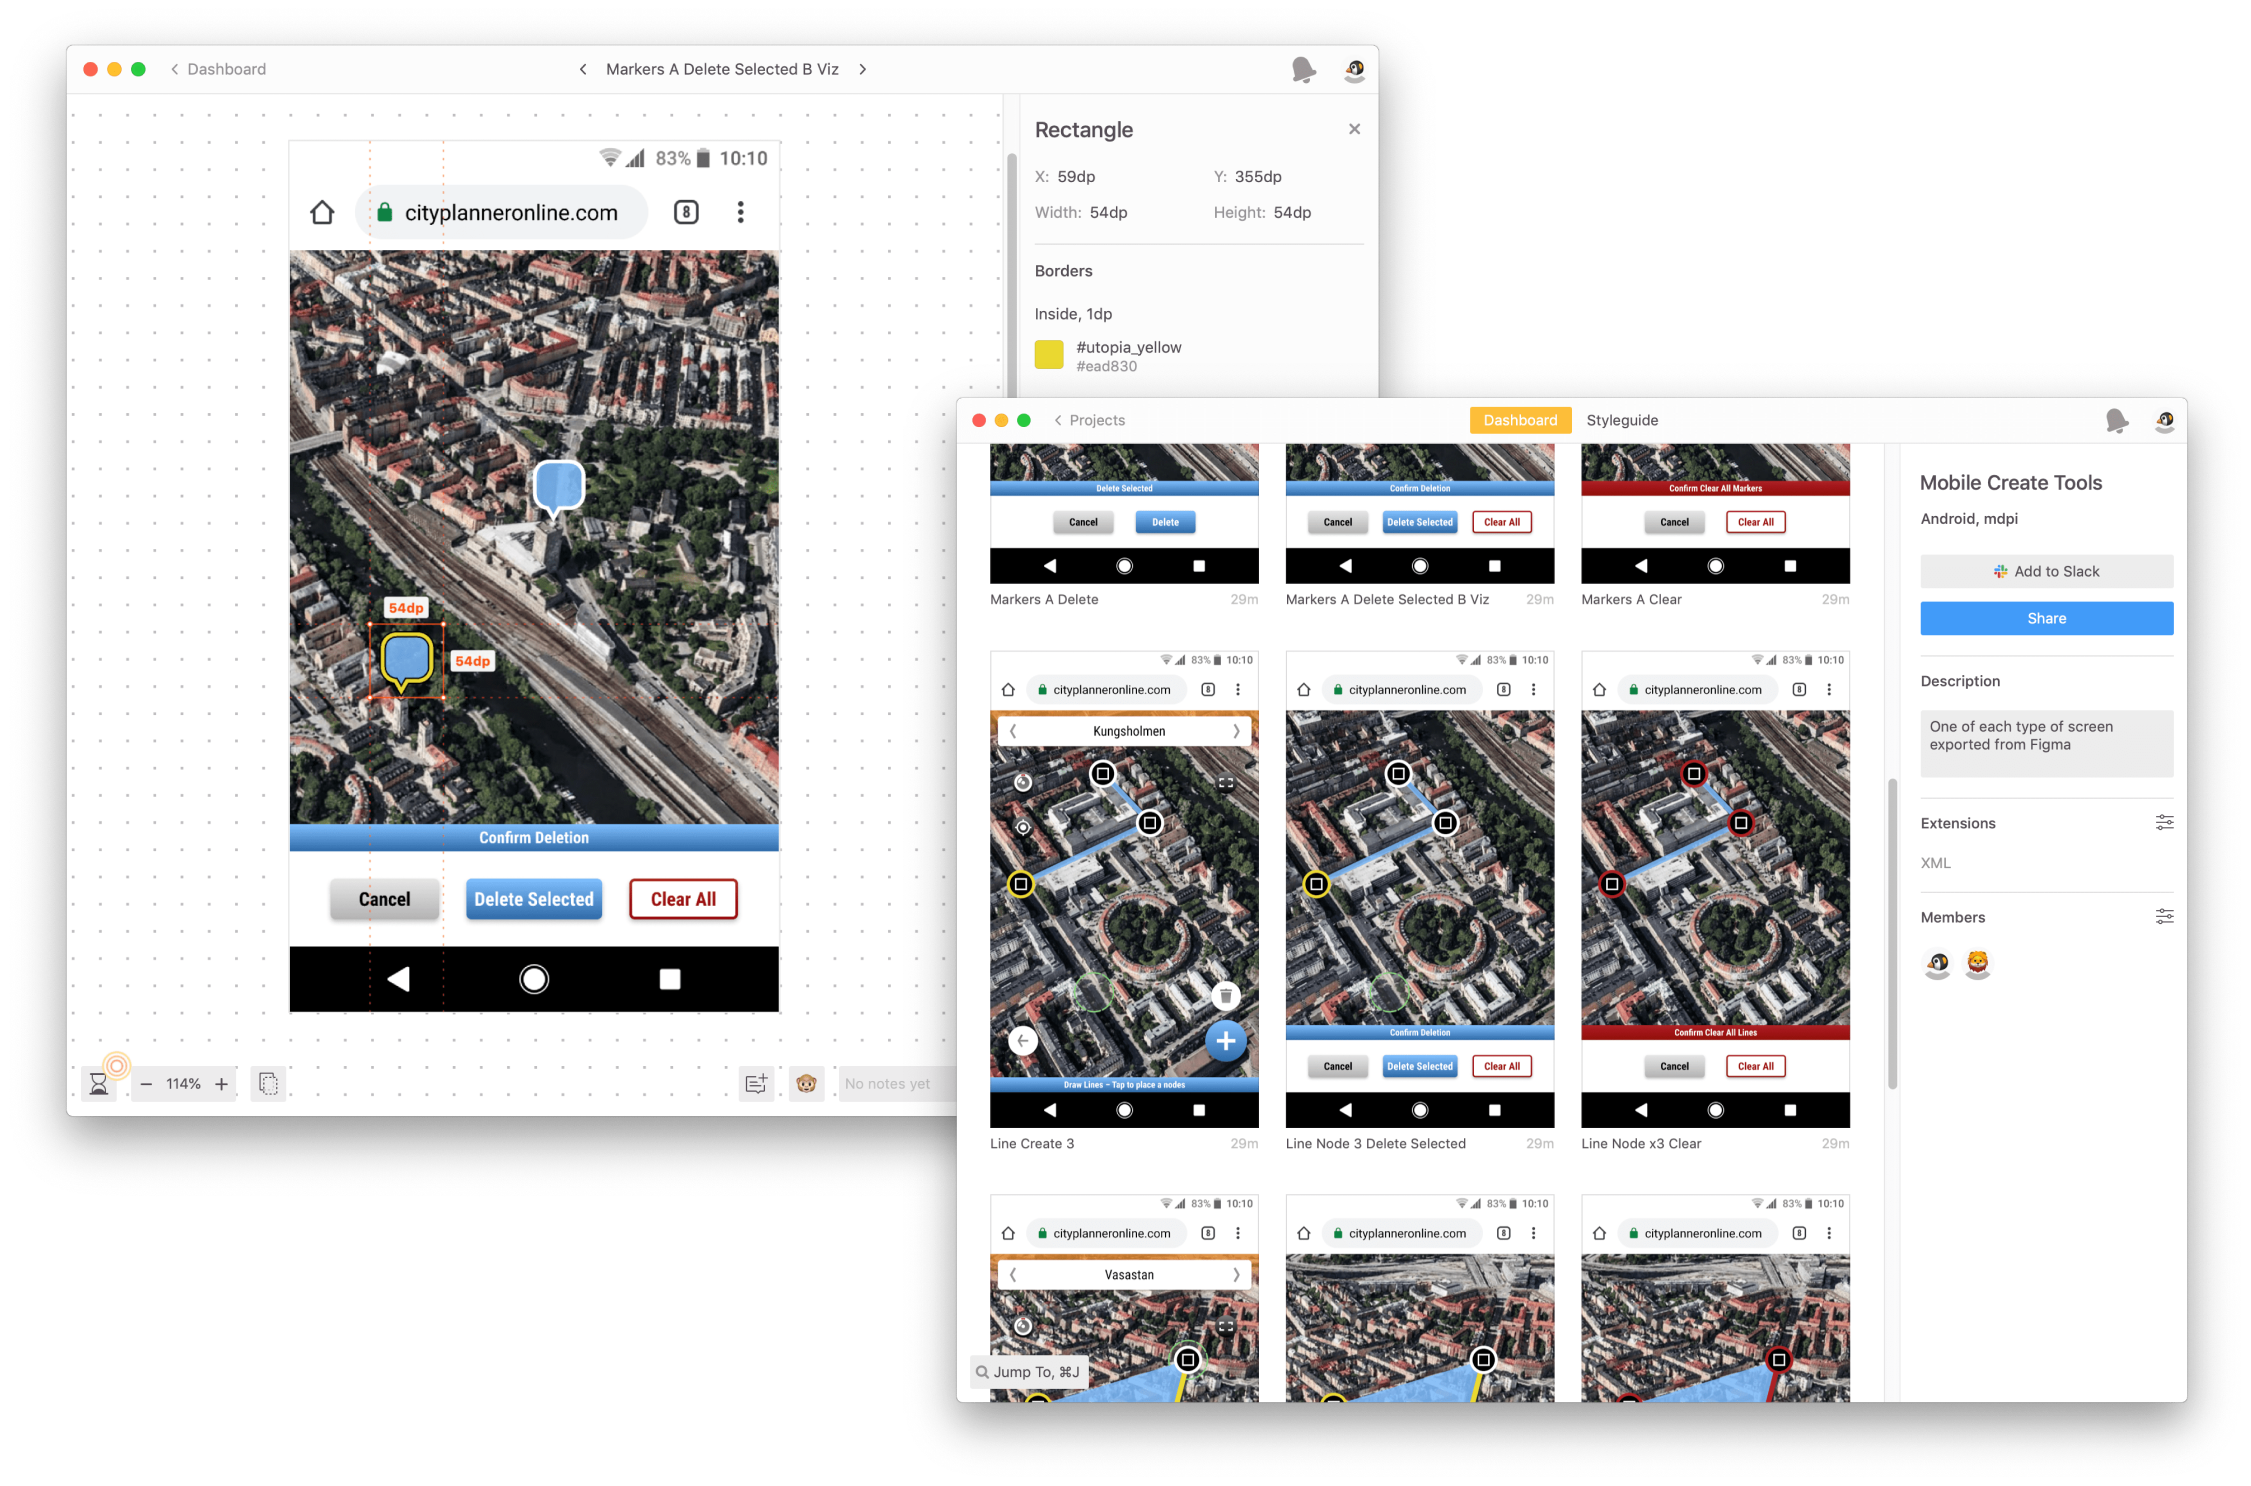 Dashboard
Markers A Delete Selected B Viz
83% 10:10
cityplanneronline.com
8
54dp
54dp
Confirm Deletion
Cancel
Delete Selected
Clear All
114%
No notes yet
Rectangle
X: 59dp
Y: 355dp
Width: 54dp
Height: 54dp
Borders
Inside, 1dp
#utopia_yellow
#ead830
Projects
Dashboard
Styleguide
Delete Selected
Cancel
Delete
Markers A Delete
29m
Confirm Deletion
Cancel
Delete Selected
Clear All
Markers A Delete Selected B Viz
29m
Confirm Clear All Markers
Cancel
Clear All
Markers A Clear
29m
83% 10:10
cityplanneronline.com
8
Kungsholmen
Draw Lines – Tap to place a nodes
Line Create 3
29m
83% 10:10
cityplanneronline.com
8
Confirm Deletion
Cancel
Delete Selected
Clear All
Line Node 3 Delete Selected
29m
83% 10:10
cityplanneronline.com
8
Confirm Clear All Lines
Cancel
Clear All
Line Node x3 Clear
29m
83% 10:10
cityplanneronline.com
8
Vasastan
Jump To, ⌘J
83% 10:10
cityplanneronline.com
8
83% 10:10
cityplanneronline.com
8
Mobile Create Tools
Android, mdpi
Add to Slack
Share
Description
One of each type of screen
exported from Figma
Extensions
XML
Members